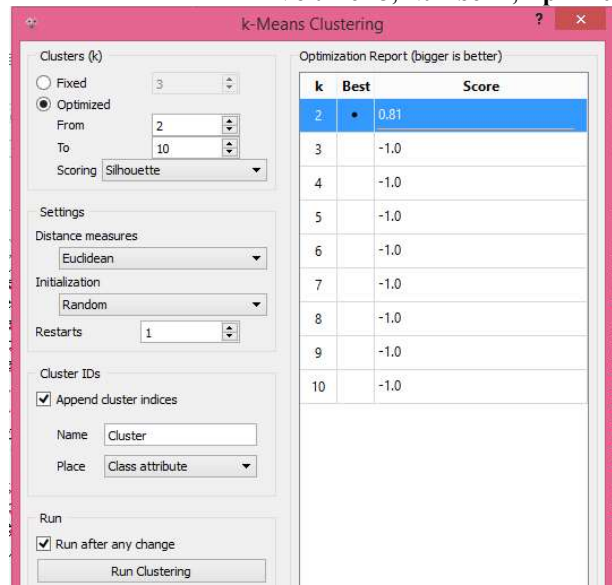 k-Means Clustering
?
×
Clusters (k)
Fixed 3
Optimized
From 2
To 10
Scoring Silhouette
Settings
Distance measures
Euclidean
Initialization
Random
Restarts 1
Cluster IDs
Append cluster indices
Name Cluster
Place Class attribute
Run
Run after any change
Run Clustering
Optimization Report (bigger is better)
k Best Score
2 • 0.81
3 -1.0
4 -1.0
5 -1.0
6 -1.0
7 -1.0
8 -1.0
9 -1.0
10 -1.0